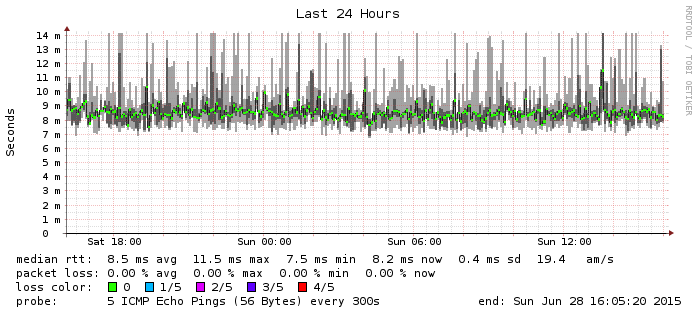 Last 24 Hours
RRDTOOL / TOBI OETIKER
Seconds
14 m
13 m
12 m
11 m
10 m
9 m
8 m
7 m
6 m
5 m
4 m
3 m
2 m
1 m
0
Sat 18:00 Sun 00:00 Sun 06:00 Sun 12:00
median rtt: 8.5 ms avg 11.5 ms max 7.5 ms min 8.2 ms now 0.4 ms sd 19.4 am/s
packet loss: 0.00 % avg 0.00 % max 0.00 % min 0.00 % now
loss color: 0 1/5 2/5 3/5 4/5
probe: 5 ICMP Echo Pings (56 Bytes) every 300s end: Sun Jun 28 16:05:20 2015